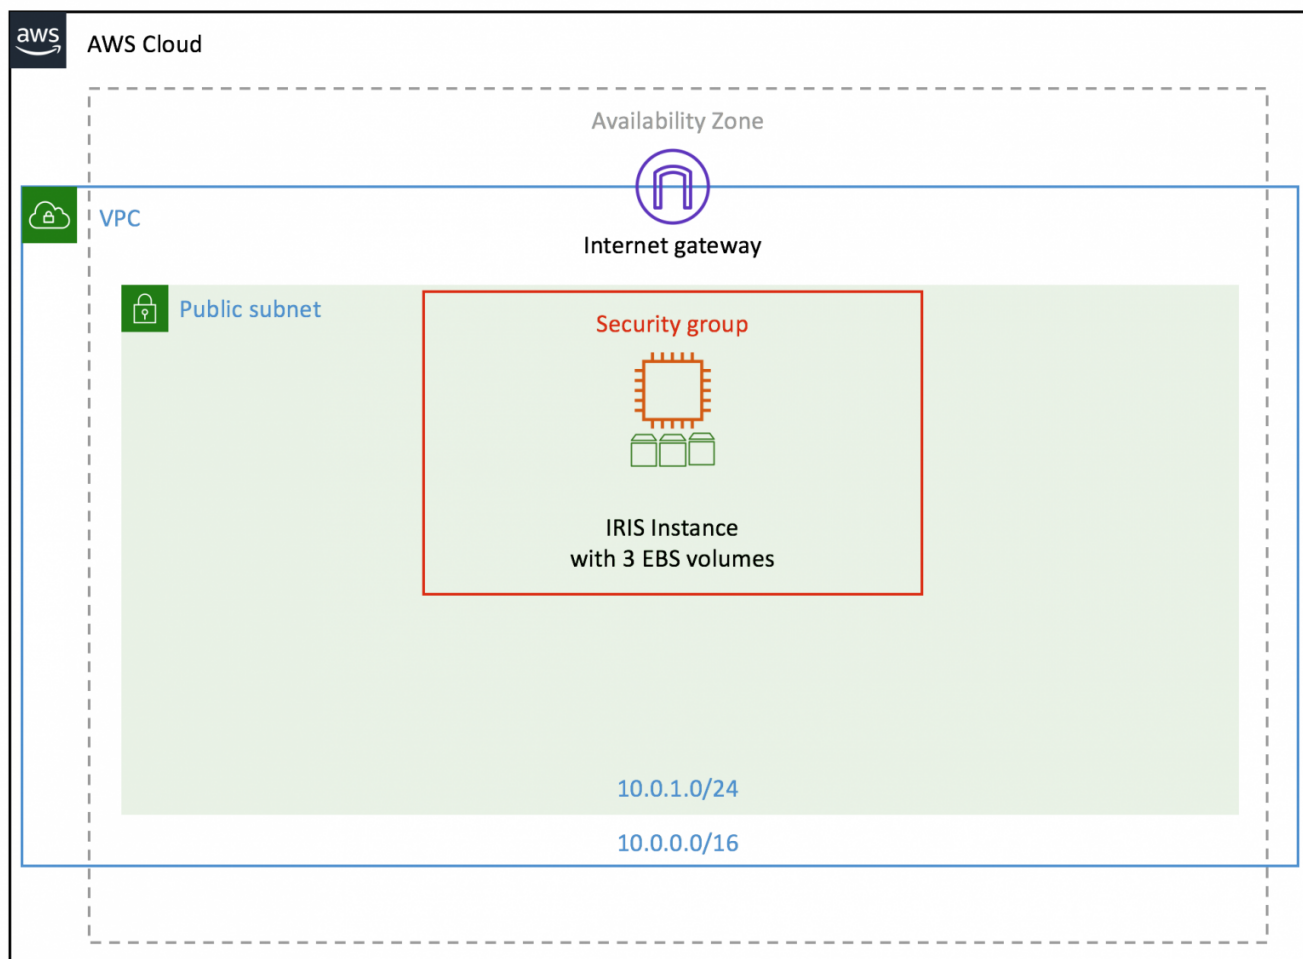 aws
AWS Cloud
Availability Zone
VPC
Internet gateway
Public subnet
Security group
IRIS Instance
with 3 EBS volumes
10.0.1.0/24
10.0.0.0/16